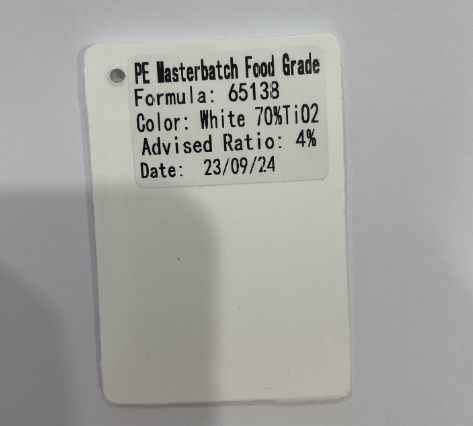 PE Masterbatch Food Grade
Formula: 65138
Color: White 70%TiO2
Advised Ratio: 4%
Date: 23/09/24